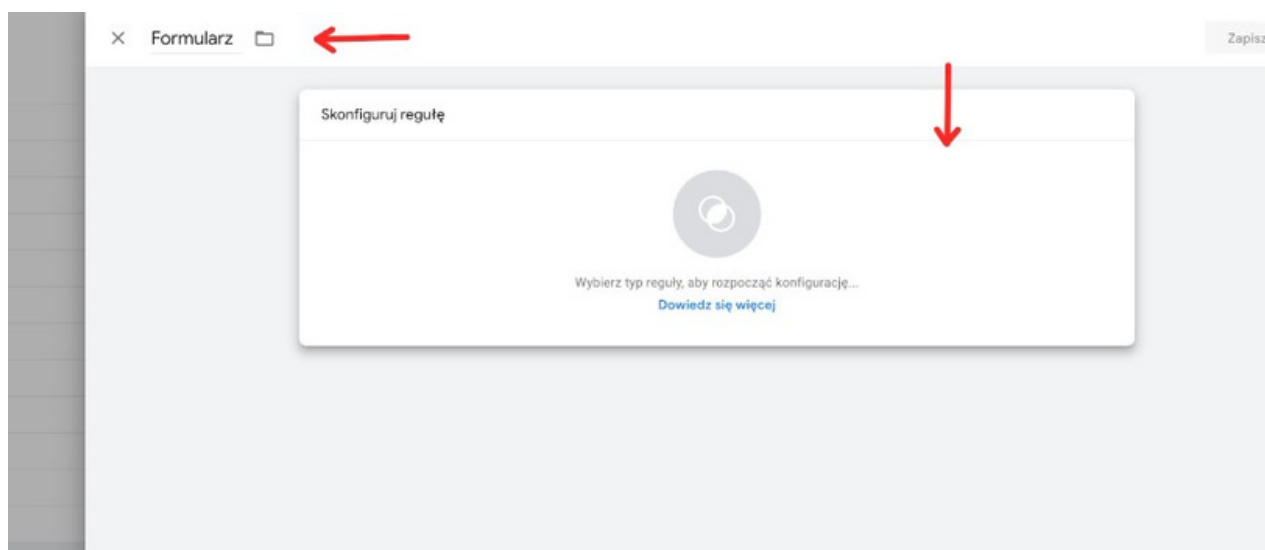 Formularz
Zapisz
Skonfiguruj regułę
Wybierz typ reguły, aby rozpocząć konfigurację...
Dowiedz się więcej